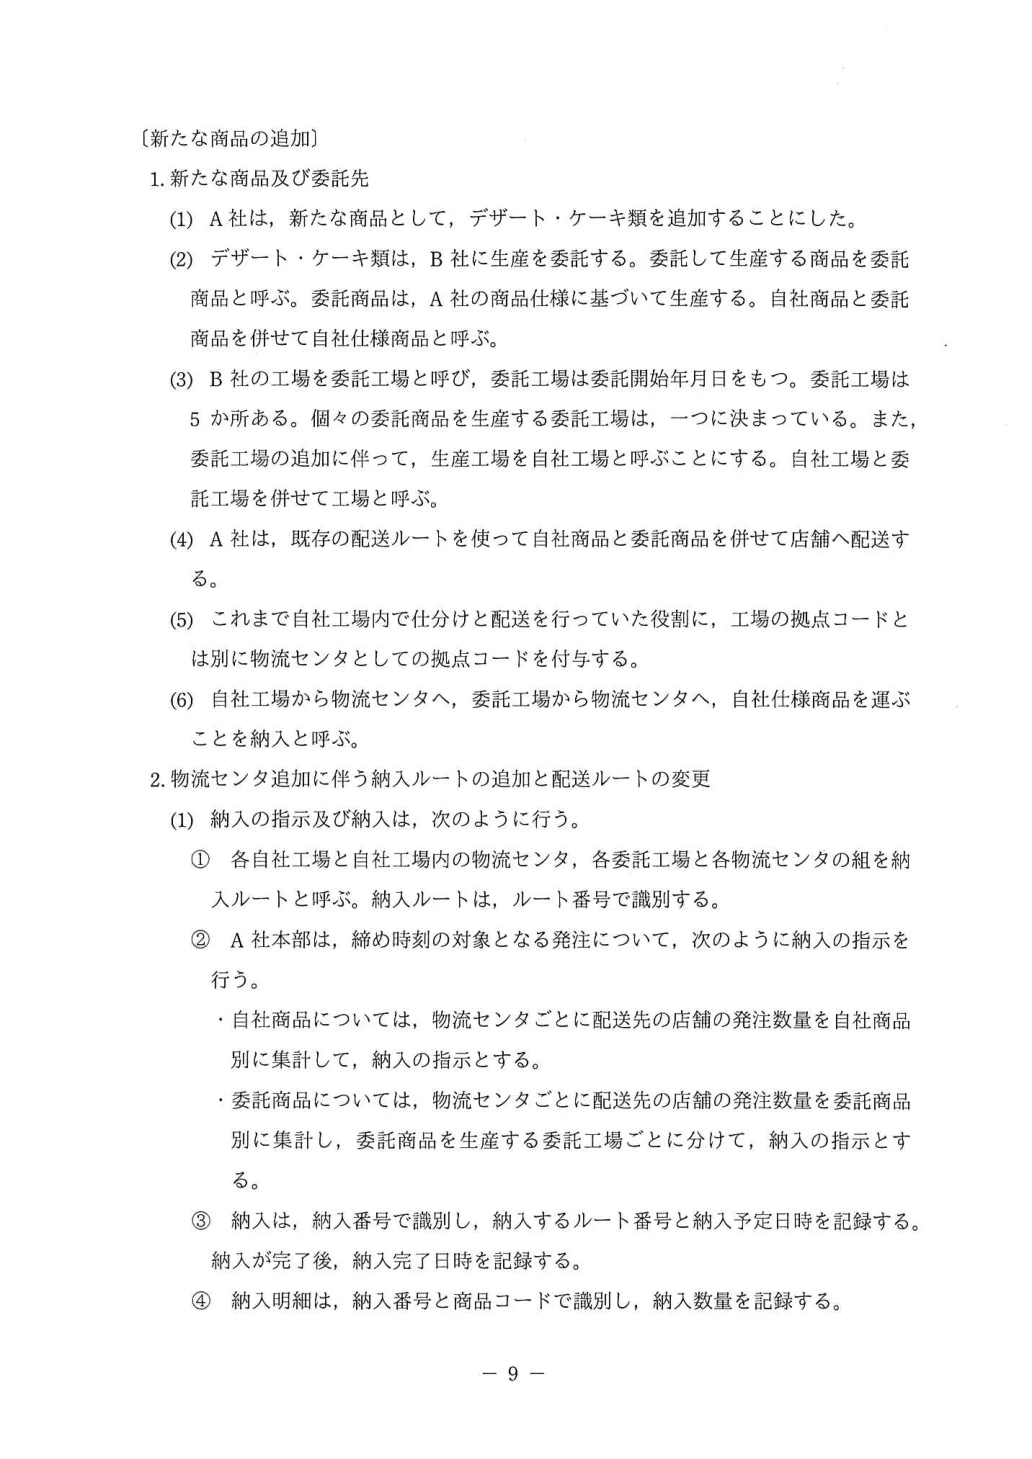 〔新たな商品の追加〕
1. 新たな商品及び委託先
(1) A 社は，新たな商品として，デザート・ケーキ類を追加することにした。
(2) デザート・ケーキ類は，B 社に生産を委託する。委託して生産する商品を委託
商品と呼ぶ。委託商品は，A 社の商品仕様に基づいて生産する。自社商品と委託
商品を併せて自社仕様商品と呼ぶ。
(3) B 社の工場を委託工場と呼び，委託工場は委託開始年月日をもつ。委託工場は
5 か所ある。個々の委託商品を生産する委託工場は，一つに決まっている。また，
委託工場の追加に伴って，生産工場を自社工場と呼ぶことにする。自社工場と委
託工場を併せて工場と呼ぶ。
(4) A 社は，既存の配送ルートを使って自社商品と委託商品を併せて店舗へ配送す
る。
(5) これまで自社工場内で仕分けと配送を行っていた役割に，工場の拠点コードと
は別に物流センタとしての拠点コードを付与する。
(6) 自社工場から物流センタへ，委託工場から物流センタへ，自社仕様商品を運ぶ
ことを納入と呼ぶ。
2. 物流センタ追加に伴う納入ルートの追加と配送ルートの変更
(1) 納入の指示及び納入は，次のように行う。
① 各自社工場と自社工場内の物流センタ，各委託工場と各物流センタの組を納
入ルートと呼ぶ。納入ルートは，ルート番号で識別する。
② A 社本部は，締め時刻の対象となる発注について，次のように納入の指示を
行う。
・自社商品については，物流センタごとに配送先の店舗の発注数量を自社商品
別に集計して，納入の指示とする。
・委託商品については，物流センタごとに配送先の店舗の発注数量を委託商品
別に集計し，委託商品を生産する委託工場ごとに分けて，納入の指示とす
る。
③ 納入は，納入番号で識別し，納入するルート番号と納入予定日時を記録する。
納入が完了後，納入完了日時を記録する。
④ 納入明細は，納入番号と商品コードで識別し，納入数量を記録する。
－ 9 －